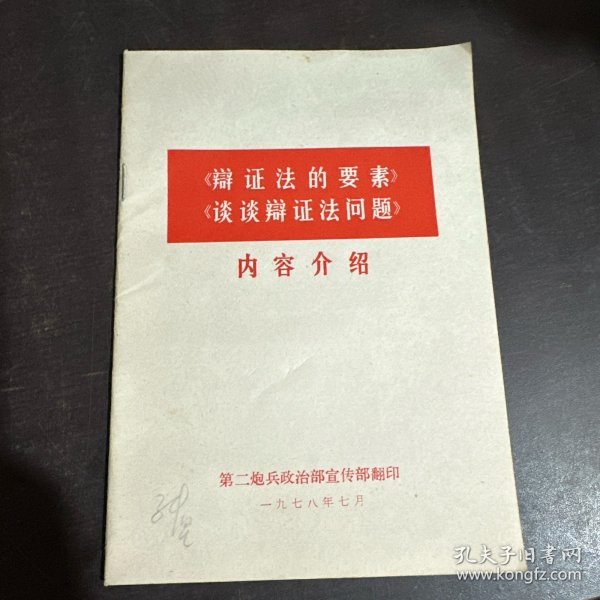 《辩证法的要素》
《谈谈辩证法问题》
内容介绍
第二炮兵政治部宣传部翻印
一九七八年七月
孔夫子旧书网
www.kongfz.com